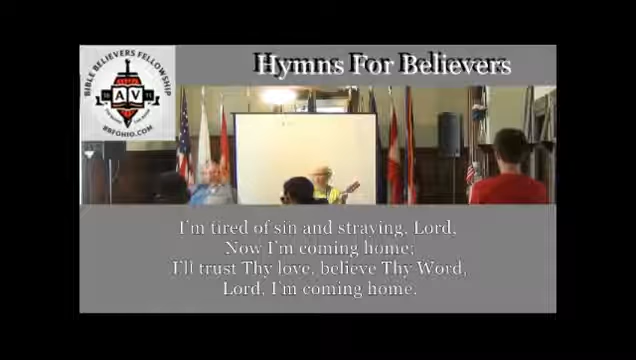 Hymns For Believers
BIBLE BELIEVERS FELLOWSHIP
AV
BBFOHIO.COM
I'm tired of sin and straying, Lord,
Now I'm coming home;
I'll trust Thy love, believe Thy Word,
Lord, I'm coming home.